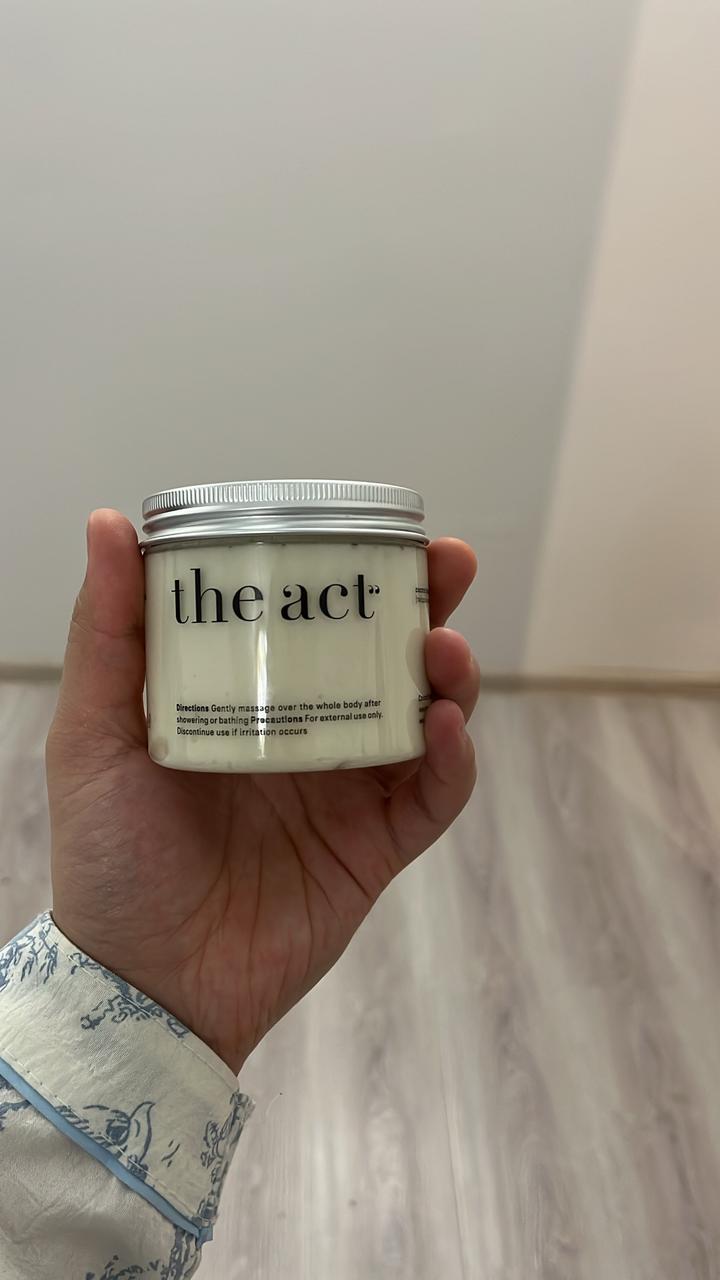 the act”
Directions Gently massage over the whole body after
showering or bathing Precautions For external use only.
Discontinue use if irritation occurs